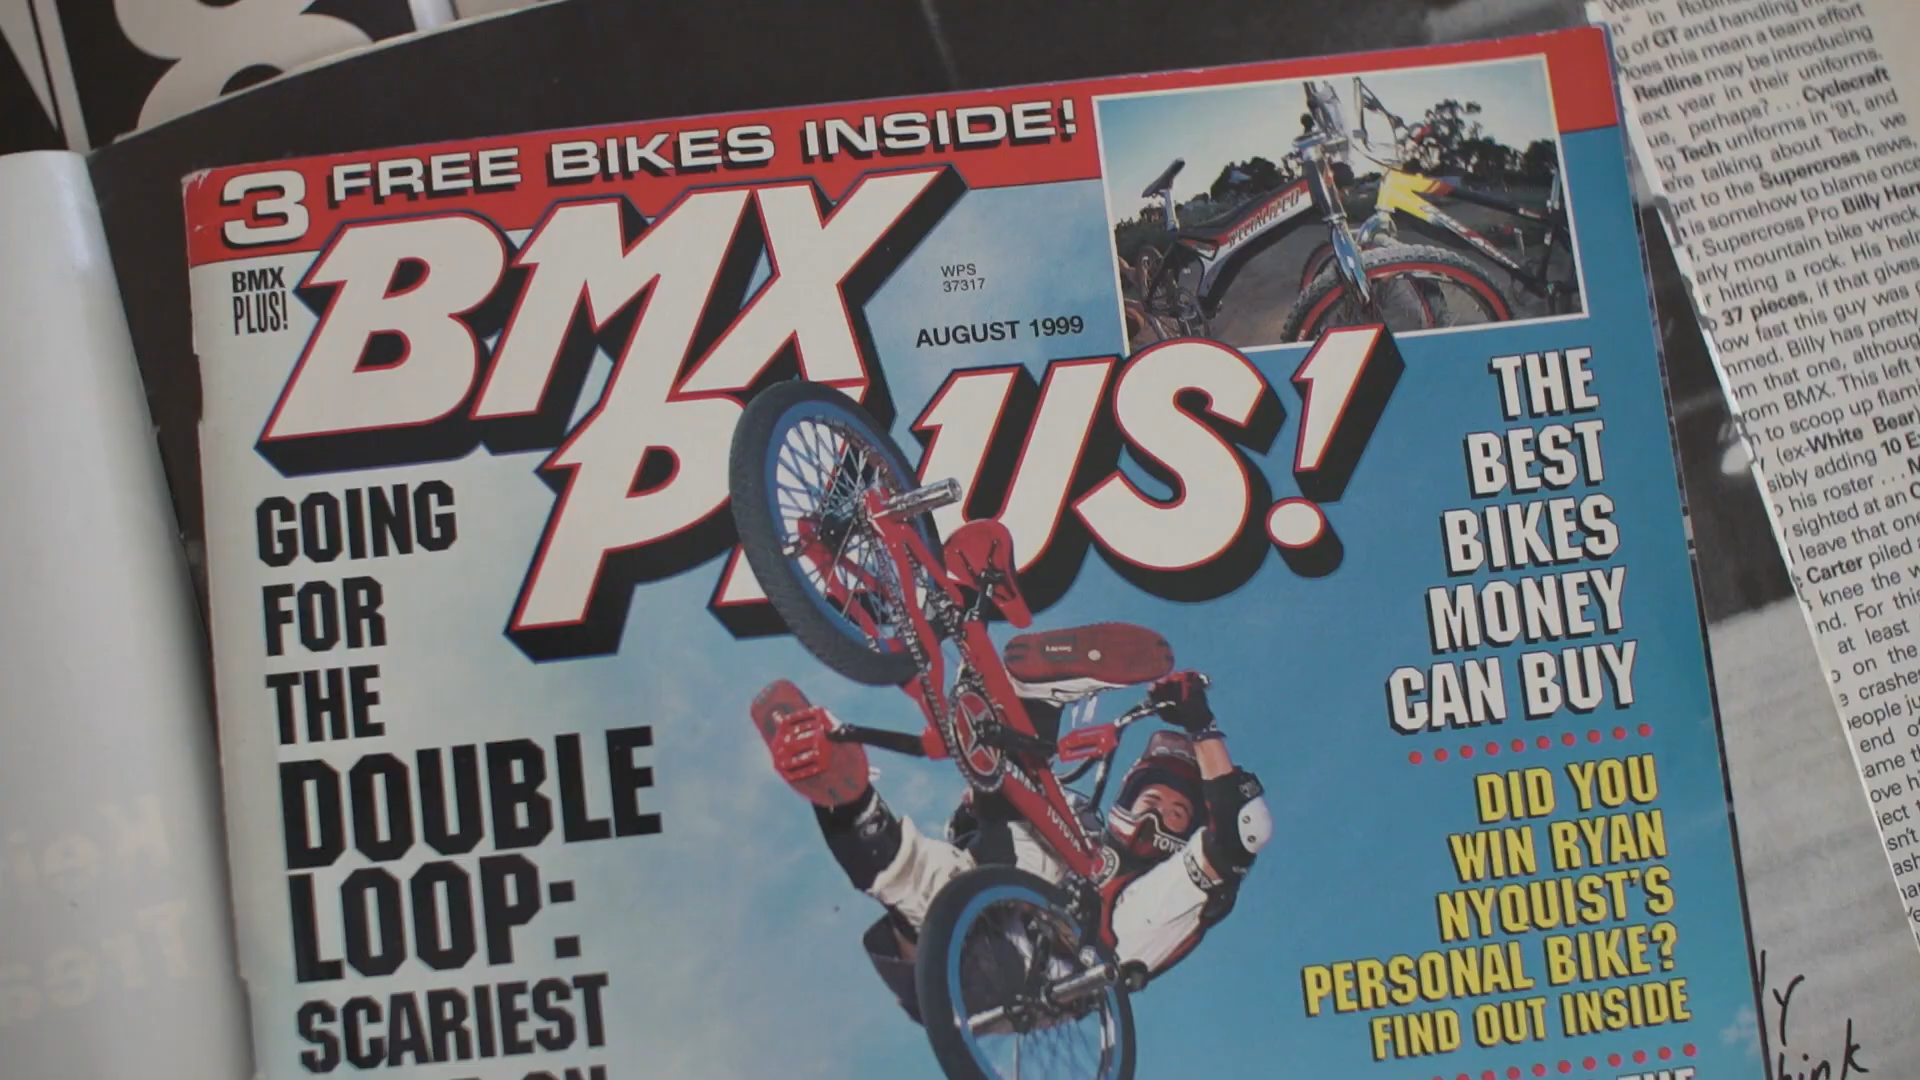 3 FREE BIKES INSIDE!
BMX
PLUS!
BMX
PLUS!
WPS
37317
AUGUST 1999
SPECIALIZED
GOING
FOR
THE
DOUBLE
LOOP:
SCARIEST
THE
BEST
BIKES
MONEY
CAN BUY
DID YOU
WIN RYAN
NYQUIST'S
PERSONAL BIKE?
FIND OUT INSIDE
THE
TOYOTA
in Robin
of GT and handling
does this mean a team effort
Redline may be introducing
next year in their uniforms,
perhaps? ... Cyclecraft
Tech uniforms in '91, and
talking about Tech, we
to the Supercross news,
is somehow to blame once
Supercross Pro Billy Har
mountain bike wreck
hitting a rock. His
37 pieces, if that gives
fast this guy was
Billy has pretty
that one,
from BMX. This left
to scoop up
(ex-White Bear)
adding 10
his roster ...
sighted at an
leave that one
Carter piled
knee the
For this
at least
on the
people
end